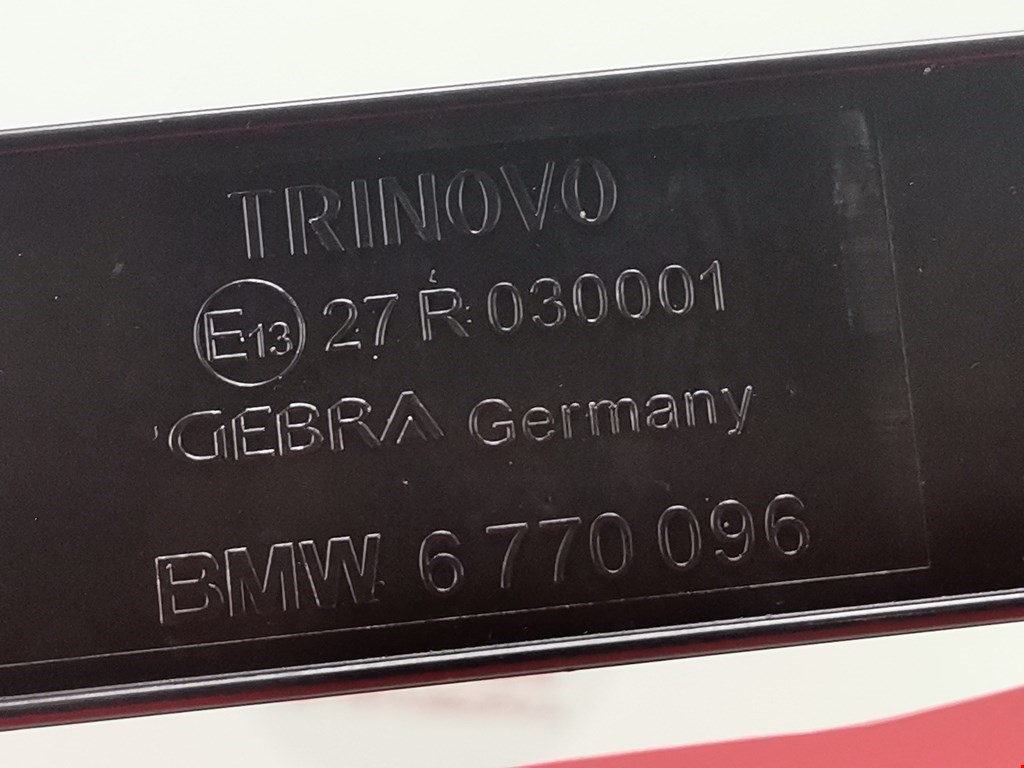 TRINOVO
E13 27 R 030001
GEBRA Germany
BMW 6 770 096